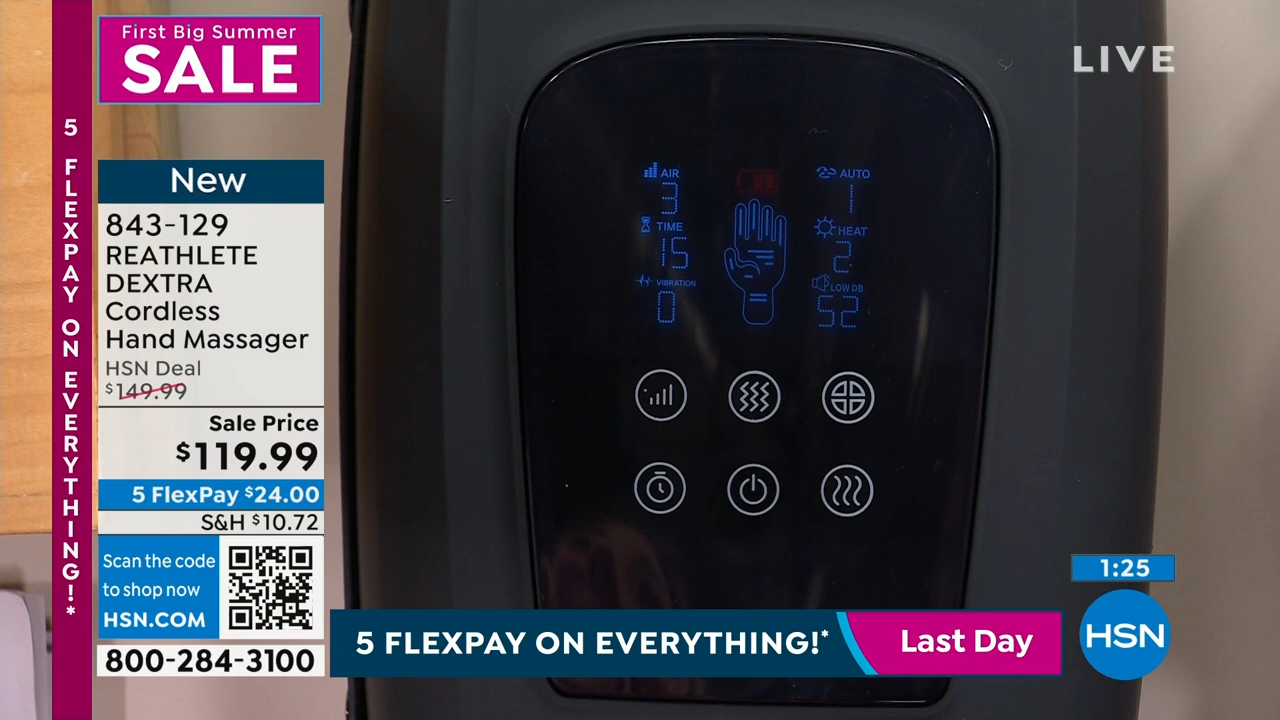 First Big Summer
SALE
5 FLEXPAY ON EVERYTHING!*
New
843-129
REATHLETE
DEXTRA
Cordless
Hand Massager
HSN Deal
$149.99
Sale Price
$119.99
5 FlexPay $24.00
S&H $10.72
Scan the code
to shop now
HSN.COM
800-284-3100
LIVE
AIR
3
TIME
15
VIBRATION
0
AUTO
1
HEAT
2
LOW DB
52
5 FLEXPAY ON EVERYTHING!*
Last Day
1:25
HSN